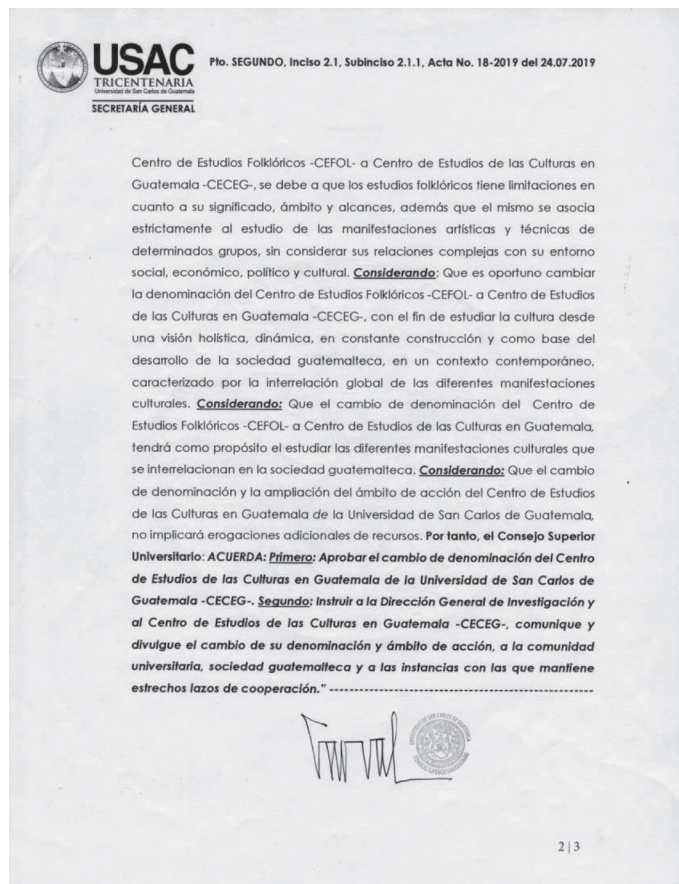 USAC
TRICENTENARIA
Universidad de San Carlos de Guatemala
SECRETARÍA GENERAL
Pto. SEGUNDO, Inciso 2.1, Subinciso 2.1.1, Acta No. 18-2019 del 24.07.2019
Centro de Estudios Folklóricos -CEFOL- a Centro de Estudios de las Culturas en
Guatemala -CECEG-, se debe a que los estudios folklóricos tiene limitaciones en
cuanto a su significado, ámbito y alcances, además que el mismo se asocia
estrictamente al estudio de las manifestaciones artísticas y técnicas de
determinados grupos, sin considerar sus relaciones complejas con su entorno
social, económico, político y cultural. Considerando: Que es oportuno cambiar
la denominación del Centro de Estudios Folklóricos -CEFOL- a Centro de Estudios
de las Culturas en Guatemala -CECEG-, con el fin de estudiar la cultura desde
una visión holística, dinámica, en constante construcción y como base del
desarrollo de la sociedad guatemalteca, en un contexto contemporáneo,
caracterizado por la interrelación global de las diferentes manifestaciones
culturales. Considerando: Que el cambio de denominación del Centro de
Estudios Folklóricos -CEFOL- a Centro de Estudios de las Culturas en Guatemala,
tendrá como propósito el estudiar las diferentes manifestaciones culturales que
se interrelacionan en la sociedad guatemalteca. Considerando: Que el cambio
de denominación y la ampliación del ámbito de acción del Centro de Estudios
de las Culturas en Guatemala de la Universidad de San Carlos de Guatemala,
no implicará erogaciones adicionales de recursos. Por tanto, el Consejo Superior
Universitario: ACUERDA: Primero: Aprobar el cambio de denominación del Centro
de Estudios de las Culturas en Guatemala de la Universidad de San Carlos de
Guatemala -CECEG-. Segundo: Instruir a la Dirección General de Investigación y
al Centro de Estudios de las Culturas en Guatemala -CECEG-, comunique y
divulgue el cambio de su denominación y ámbito de acción, a la comunidad
universitaria, sociedad guatemalteca y a las instancias con las que mantiene
estrechos lazos de cooperación." ----------------------------------------------------
2|3